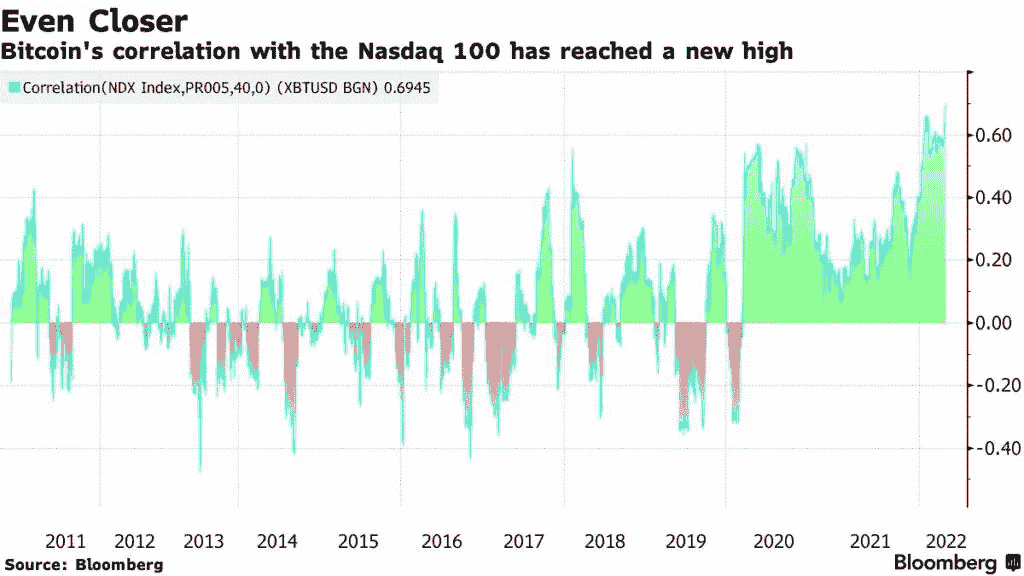 Even Closer
Bitcoin's correlation with the Nasdaq 100 has reached a new high
Correlation(NDX Index,PR005,40,0) (XBTUSD BGN) 0.6945
0.60
0.40
0.20
0.00
-0.20
-0.40
2011 2012 2013 2014 2015 2016 2017 2018 2019 2020 2021 2022
Source: Bloomberg
Bloomberg